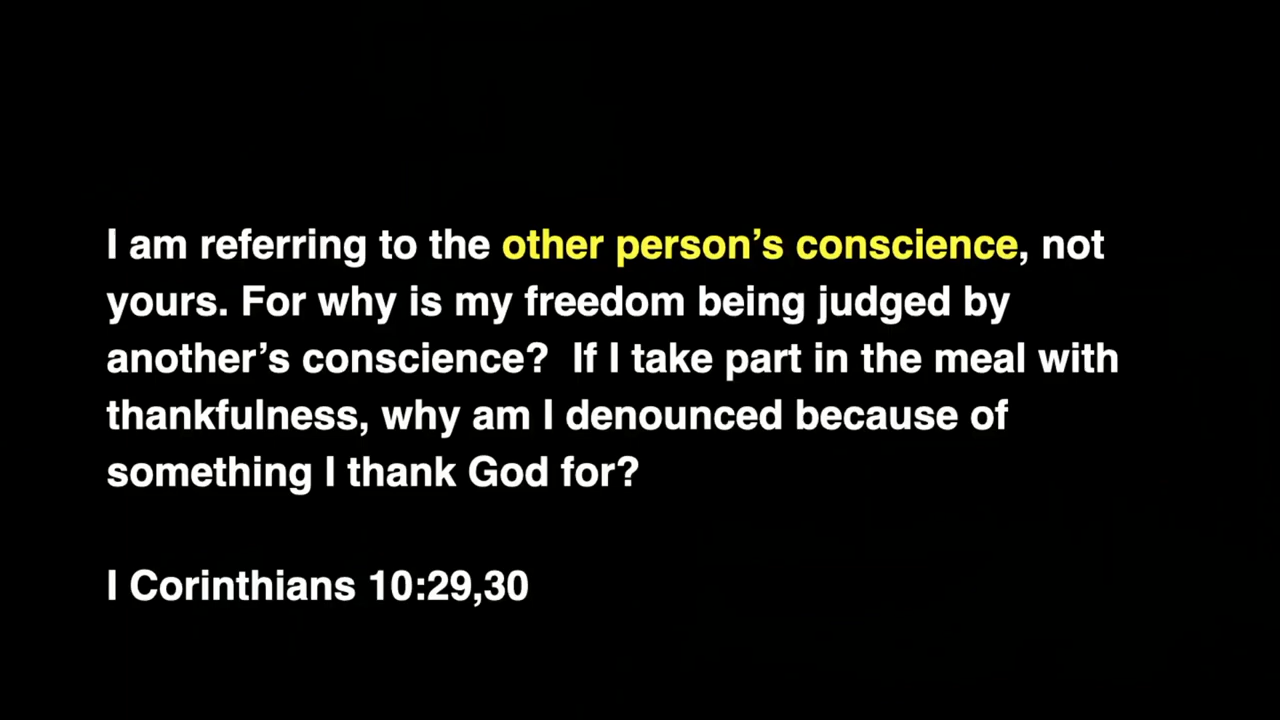 I am referring to the other person’s conscience, not
yours. For why is my freedom being judged by
another’s conscience?  If I take part in the meal with
thankfulness, why am I denounced because of
something I thank God for?
I Corinthians 10:29,30